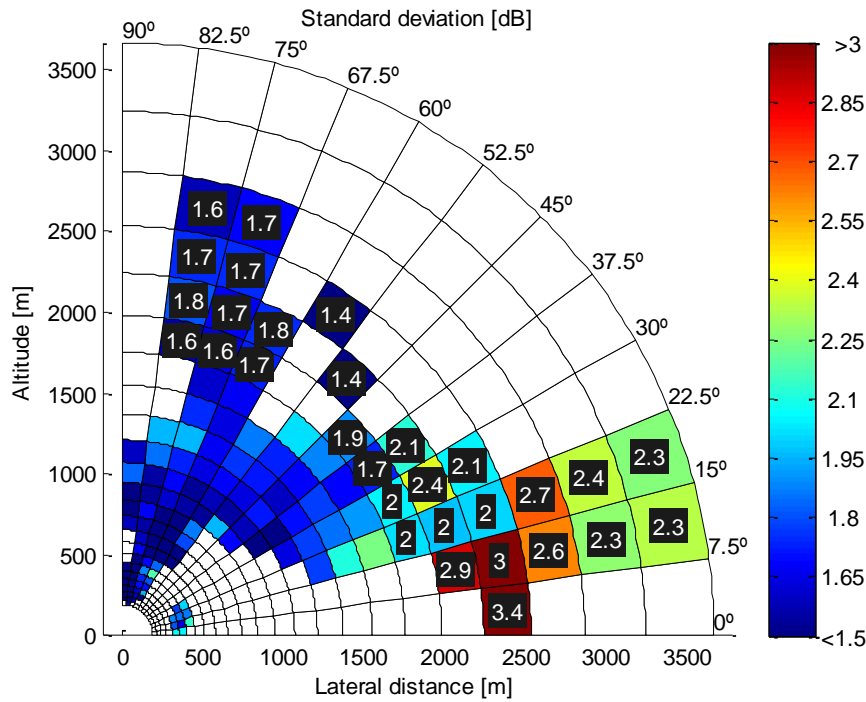 Standard deviation [dB]
90º
82.5º
75º
67.5º
60º
52.5º
45º
37.5º
30º
22.5º
15º
7.5º
0º
Altitude [m]
3500
3000
2500
2000
1500
1000
500
0
1.6 1.7
1.7 1.7
1.8 1.7 1.8 1.4
1.6 1.6 1.7 1.4
1.9 2.1
1.7 2.4 2.1 2.7 2.4 2.3
2 2 2 2 2.6 2.3 2.3
2.9 3
3.4
0 500 1000 1500 2000 2500 3000 3500
Lateral distance [m]
>3
2.85
2.7
2.55
2.4
2.25
2.1
1.95
1.8
1.65
<1.5